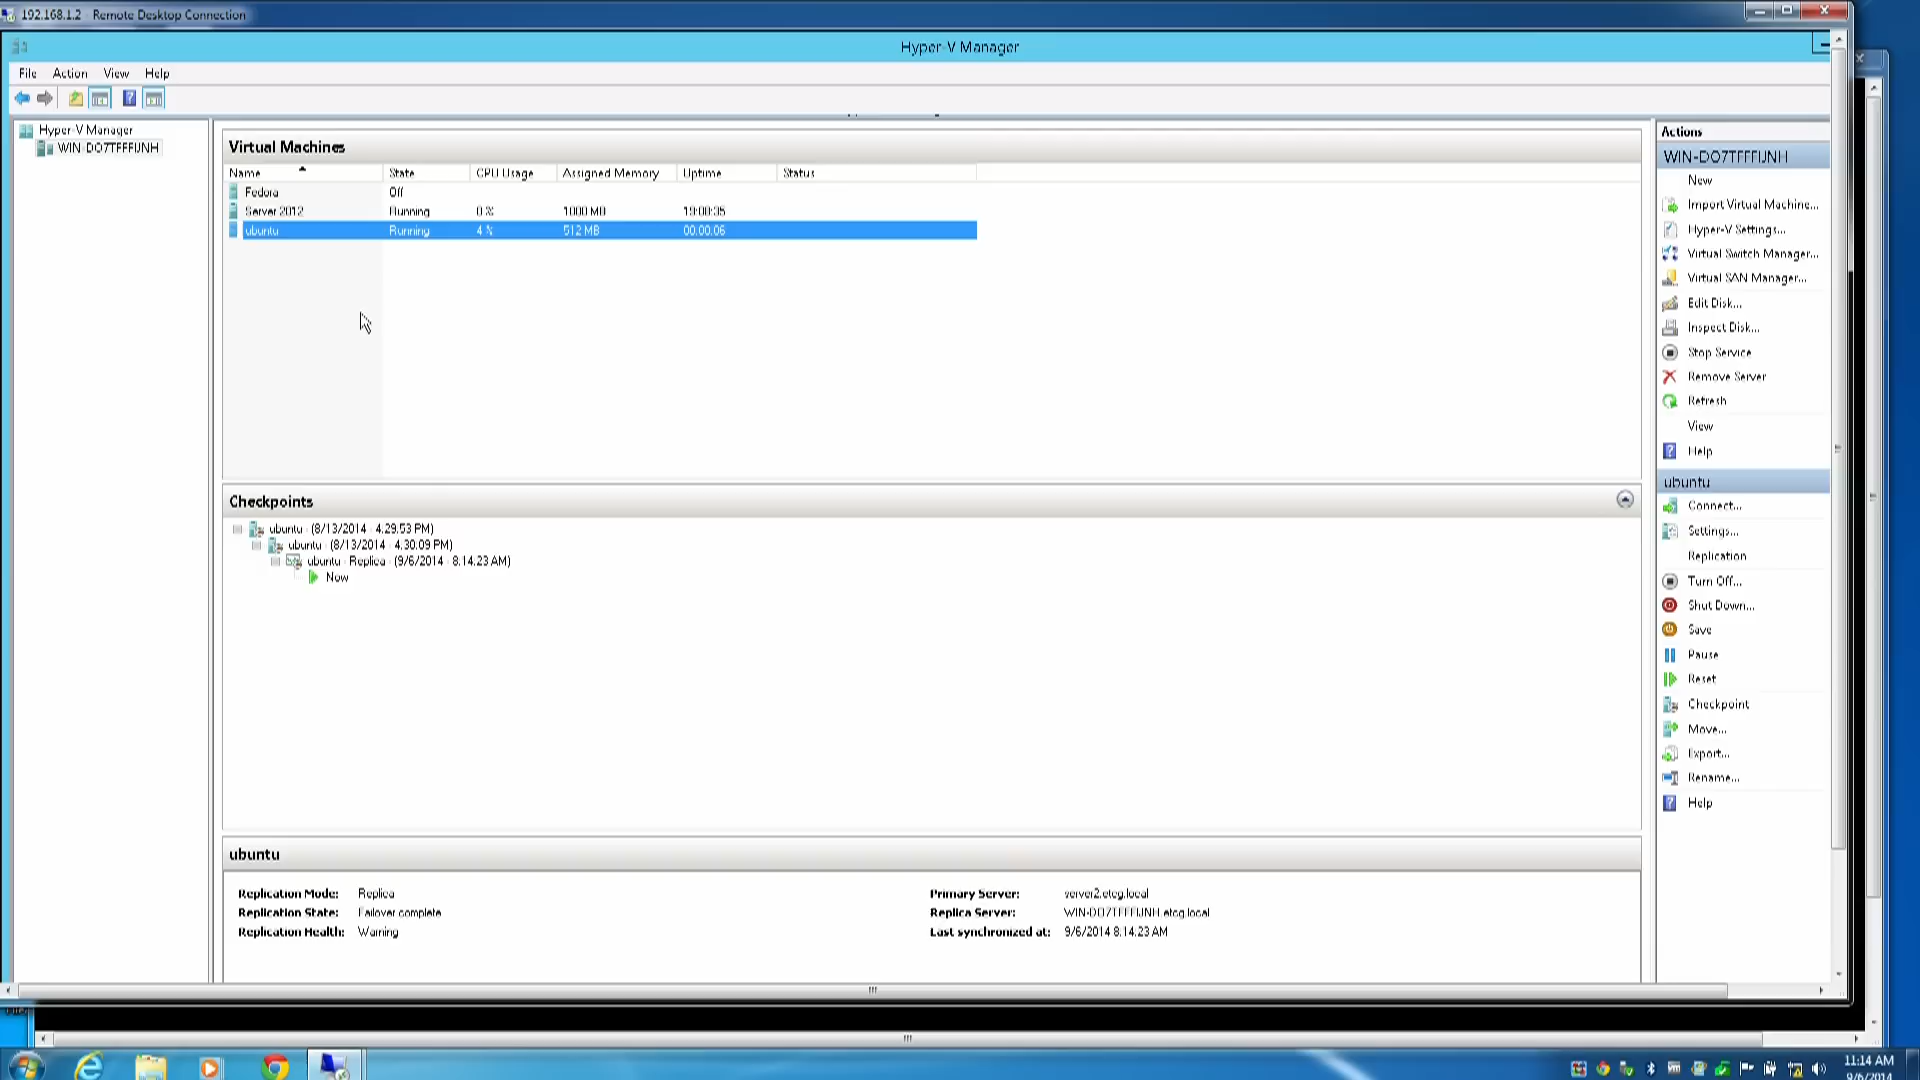 192.168.1.2 - Remote Desktop Connection
Hyper-V Manager
File Action View Help
Hyper-V Manager
WIN-DO7TFFFIJNH
Virtual Machines
Name State CPU Usage Assigned Memory Uptime Status
Fedora Off
Server 2012 Running 0 % 1000 MB 19:00:35
ubuntu Running 4 % 512 MB 00:00:06
Checkpoints
ubuntu - (8/13/2014 - 4:29:53 PM)
ubuntu - (8/13/2014 - 4:30:09 PM)
ubuntu - Replica - (9/6/2014 - 8:14:23 AM)
Now
ubuntu
Replication Mode: Replica
Replication State: Failover complete
Replication Health: Warning
Primary Server: server2.etcg.local
Replica Server: WIN-DO7TFFFIJNH.etcg.local
Last synchronized at: 9/6/2014 8:14:23 AM
Actions
WIN-DO7TFFFIJNH
New
Import Virtual Machine...
Hyper-V Settings...
Virtual Switch Manager...
Virtual SAN Manager...
Edit Disk...
Inspect Disk...
Stop Service
Remove Server
Refresh
View
Help
ubuntu
Connect...
Settings...
Replication
Turn Off...
Shut Down...
Save
Pause
Reset
Checkpoint
Move...
Export...
Rename...
Help
11:14 AM
9/6/2014